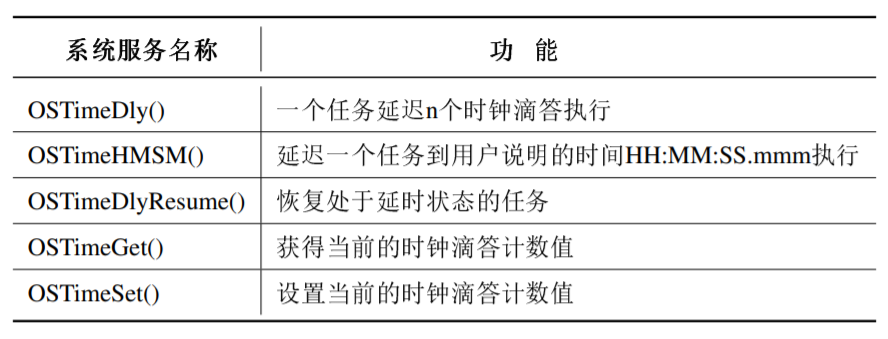 系统服务名称 功 能
OSTimeDly() 一个任务延迟n个时钟滴答执行
OSTimeHMSM() 延迟一个任务到用户说明的时间HH:MM:SS.mmm执行
OSTimeDlyResume() 恢复处于延时状态的任务
OSTimeGet() 获得当前的时钟滴答计数值
OSTimeSet() 设置当前的时钟滴答计数值